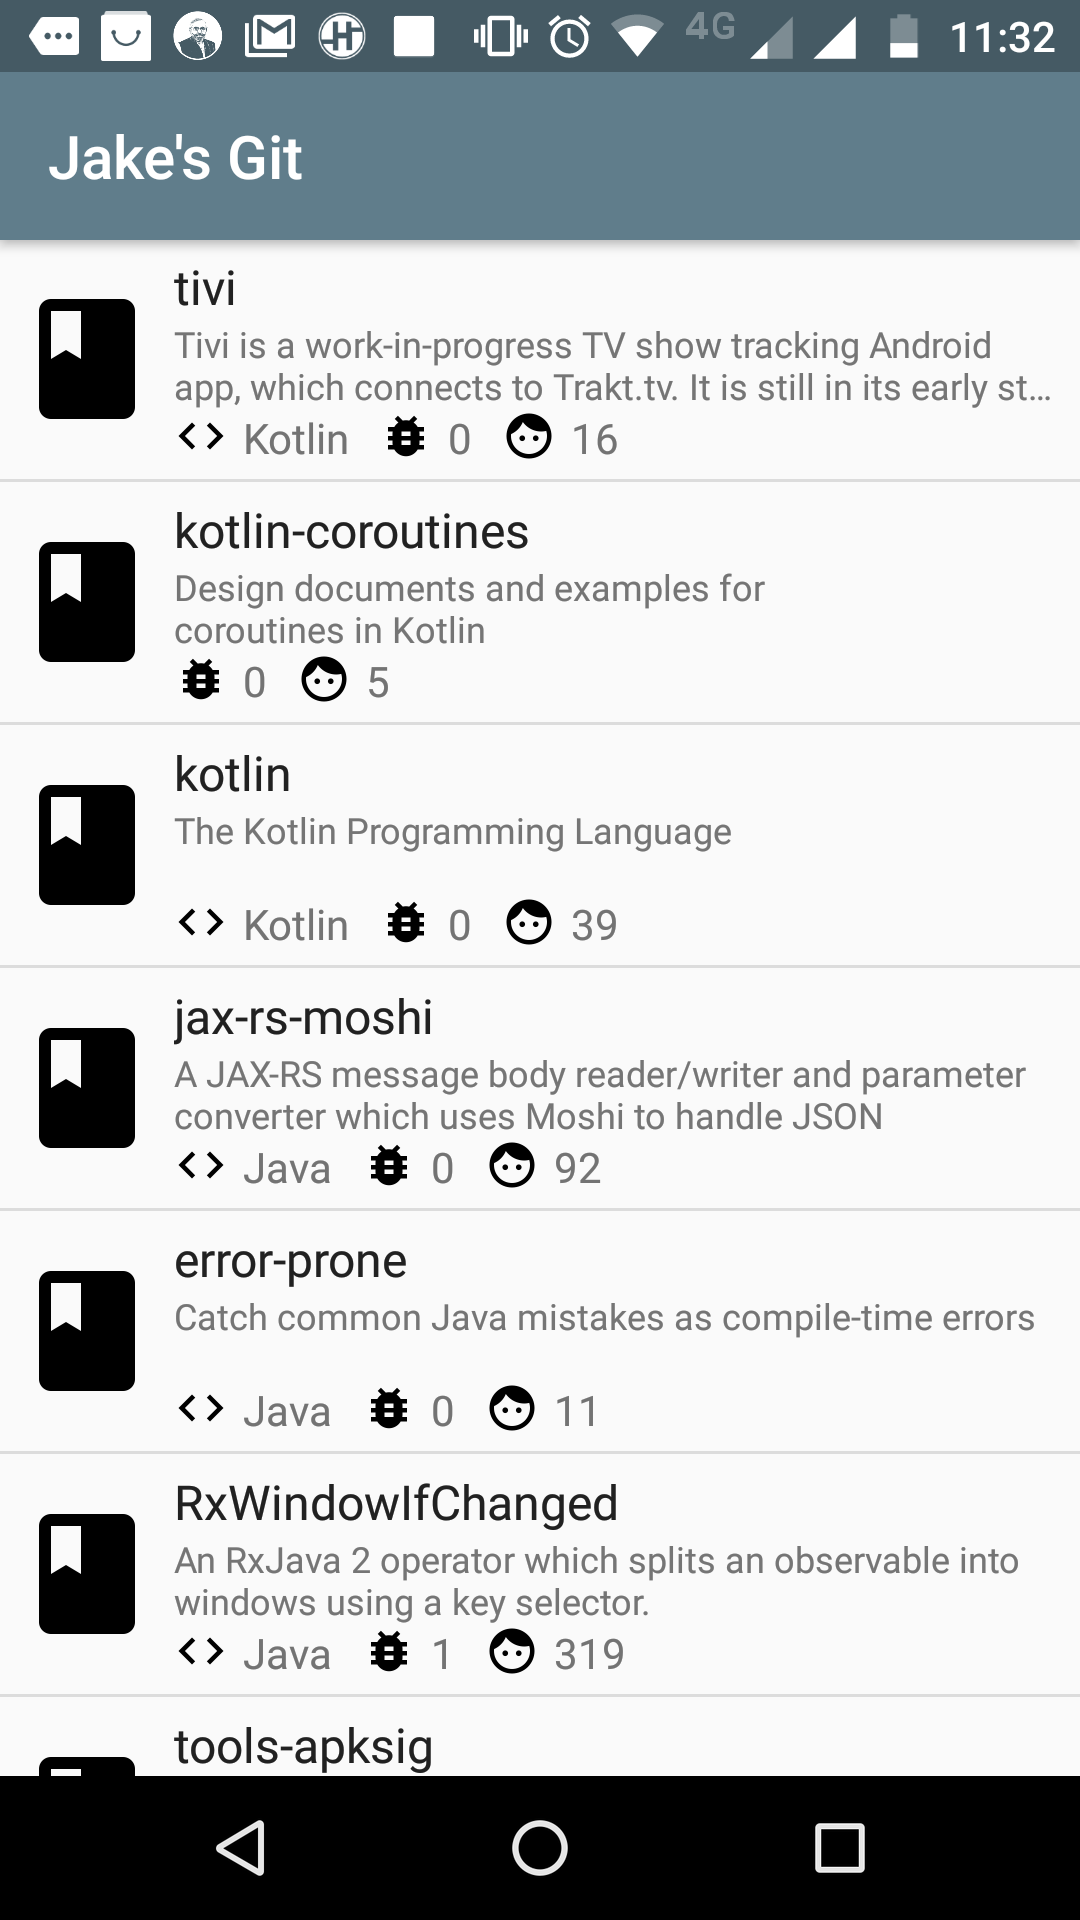 4G 11:32
Jake's Git
tivi
Tivi is a work-in-progress TV show tracking Android
app, which connects to Trakt.tv. It is still in its early st...
Kotlin 0 16
kotlin-coroutines
Design documents and examples for
coroutines in Kotlin
0 5
kotlin
The Kotlin Programming Language
Kotlin 0 39
jax-rs-moshi
A JAX-RS message body reader/writer and parameter
converter which uses Moshi to handle JSON
Java 0 92
error-prone
Catch common Java mistakes as compile-time errors
Java 0 11
RxWindowIfChanged
An RxJava 2 operator which splits an observable into
windows using a key selector.
Java 1 319
tools-apksig